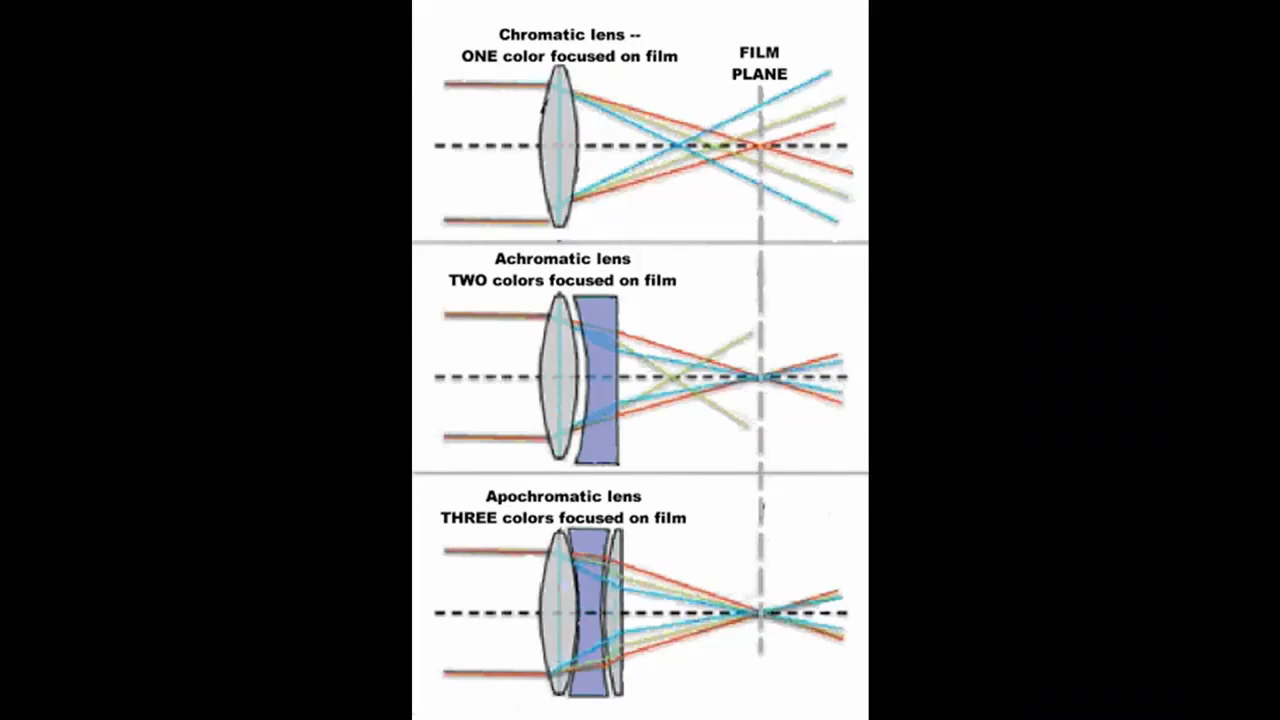 Chromatic lens --
ONE color focused on film
FILM
PLANE
Achromatic lens
TWO colors focused on film
Apochromatic lens
THREE colors focused on film